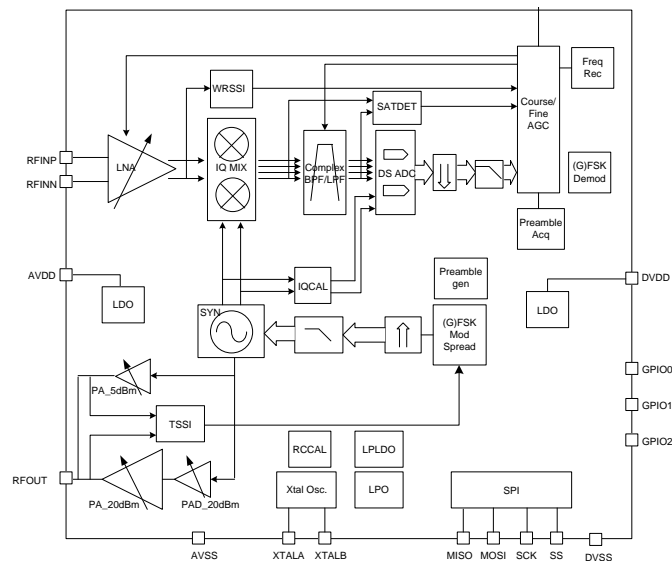 Freq
Rec
WRSSI
Course/
Fine
AGC
SATDET
RFINP
LNA
IQ MIX
Complex
BPF/LPF
DS ADC
(G)FSK
Demod
RFINN
Preamble
Acq
AVDD
LDO
IQCAL
Preamble
gen
DVDD
LDO
SYN
(G)FSK
Mod
Spread
PA_5dBm
GPIO0
GPIO1
TSSI
GPIO2
RCCAL
LPLDO
RFOUT
PA_20dBm
PAD_20dBm
Xtal Osc.
LPO
SPI
AVSS
XTALA
XTALB
MISO
MOSI
SCK
SS
DVSS